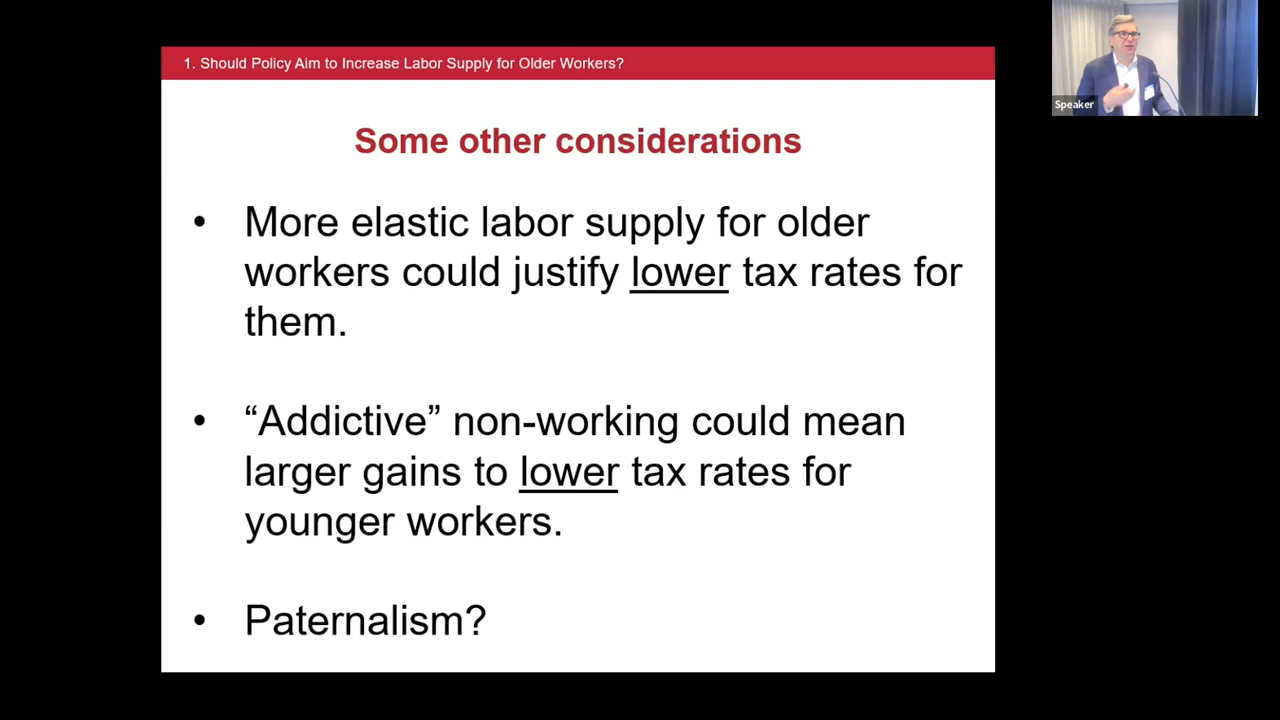 1. Should Policy Aim to Increase Labor Supply for Older Workers?
Some other considerations
• More elastic labor supply for older
workers could justify lower tax rates for
them.
• “Addictive” non-working could mean
larger gains to lower tax rates for
younger workers.
• Paternalism?
Speaker